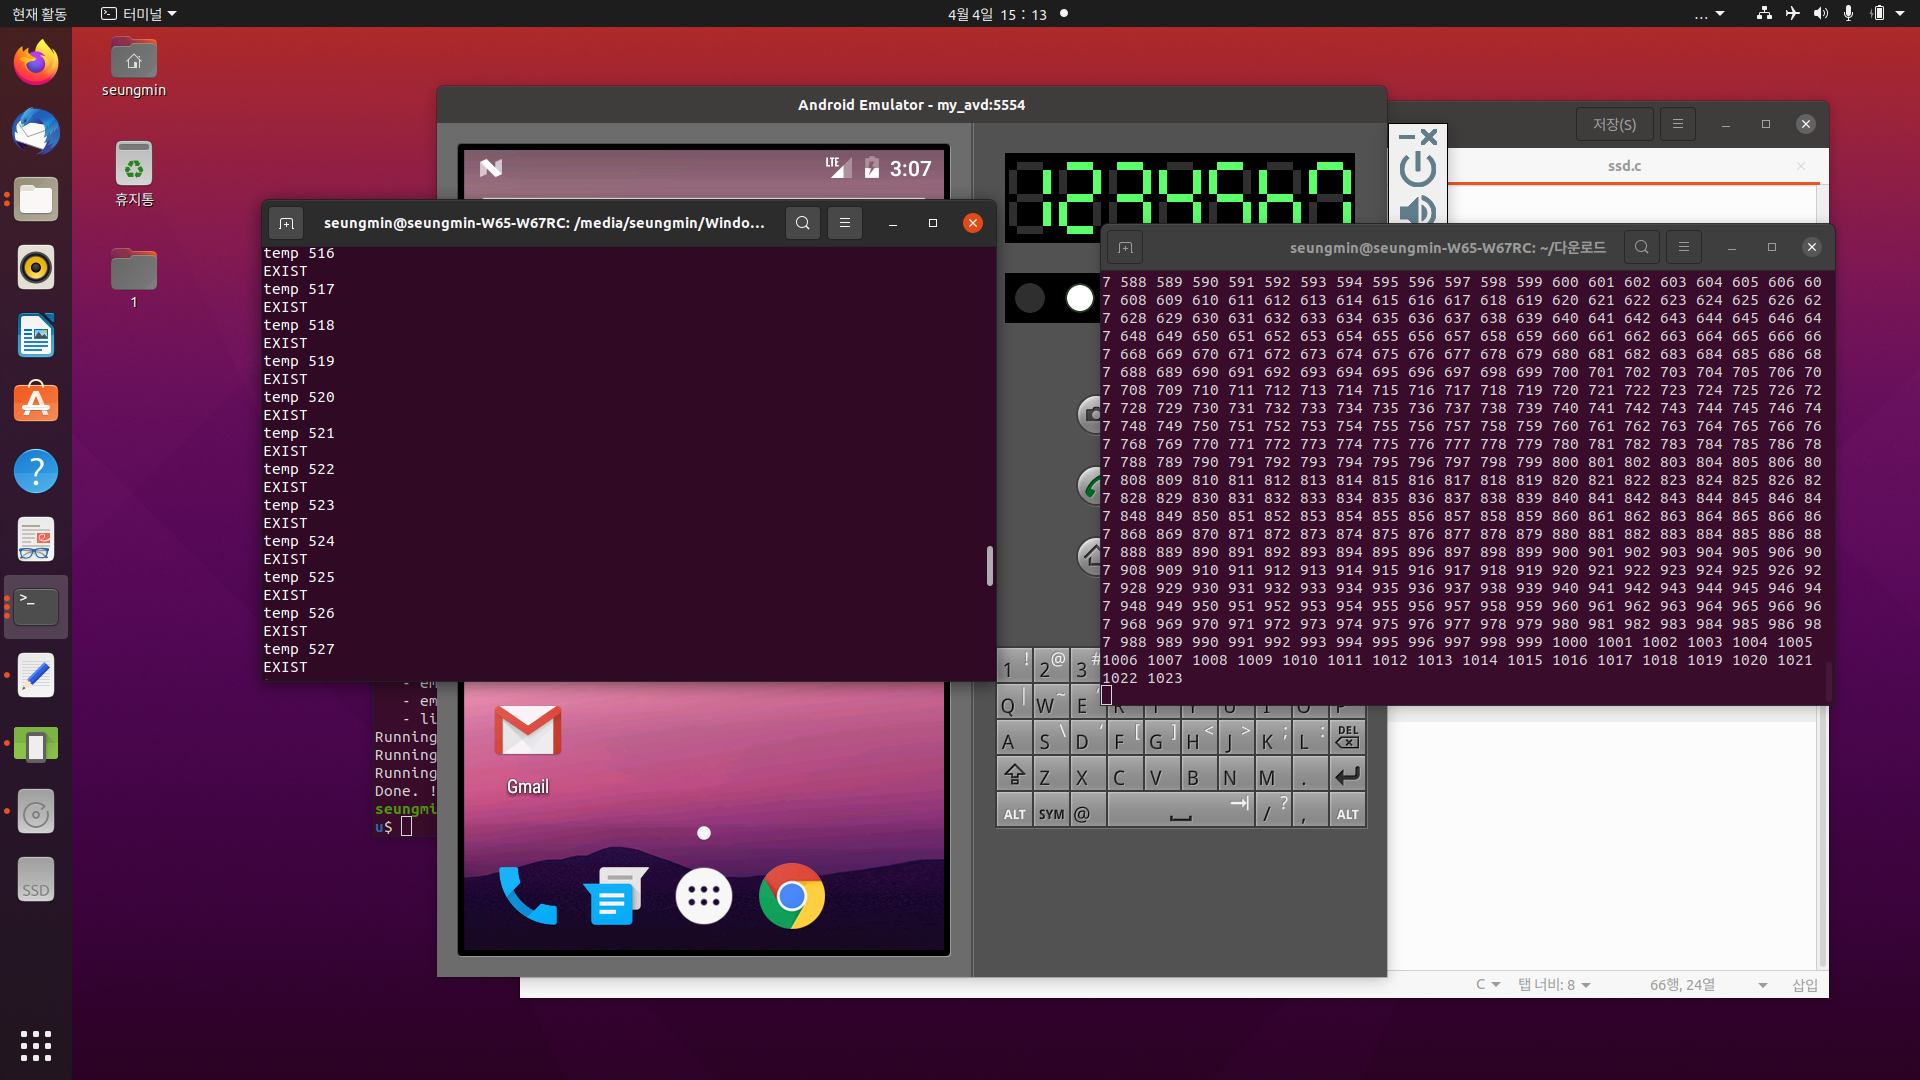 현재 활동
터미널
4월 4일 15 : 13
...
seungmin
휴지통
1
SSD
Android Emulator - my_avd:5554
LTE
3:07
저장(S)
ssd.c
seungmin@seungmin-W65-W67RC: /media/seungmin/Windo...
temp 516
EXIST
temp 517
EXIST
temp 518
EXIST
temp 519
EXIST
temp 520
EXIST
temp 521
EXIST
temp 522
EXIST
temp 523
EXIST
temp 524
EXIST
temp 525
EXIST
temp 526
EXIST
temp 527
EXIST
seungmin@seungmin-W65-W67RC: ~/다운로드
7 588 589 590 591 592 593 594 595 596 597 598 599 600 601 602 603 604 605 606 60
7 608 609 610 611 612 613 614 615 616 617 618 619 620 621 622 623 624 625 626 62
7 628 629 630 631 632 633 634 635 636 637 638 639 640 641 642 643 644 645 646 64
7 648 649 650 651 652 653 654 655 656 657 658 659 660 661 662 663 664 665 666 66
7 668 669 670 671 672 673 674 675 676 677 678 679 680 681 682 683 684 685 686 68
7 688 689 690 691 692 693 694 695 696 697 698 699 700 701 702 703 704 705 706 70
7 708 709 710 711 712 713 714 715 716 717 718 719 720 721 722 723 724 725 726 72
7 728 729 730 731 732 733 734 735 736 737 738 739 740 741 742 743 744 745 746 74
7 748 749 750 751 752 753 754 755 756 757 758 759 760 761 762 763 764 765 766 76
7 768 769 770 771 772 773 774 775 776 777 778 779 780 781 782 783 784 785 786 78
7 788 789 790 791 792 793 794 795 796 797 798 799 800 801 802 803 804 805 806 80
7 808 809 810 811 812 813 814 815 816 817 818 819 820 821 822 823 824 825 826 82
7 828 829 830 831 832 833 834 835 836 837 838 839 840 841 842 843 844 845 846 84
7 848 849 850 851 852 853 854 855 856 857 858 859 860 861 862 863 864 865 866 86
7 868 869 870 871 872 873 874 875 876 877 878 879 880 881 882 883 884 885 886 88
7 888 889 890 891 892 893 894 895 896 897 898 899 900 901 902 903 904 905 906 90
7 908 909 910 911 912 913 914 915 916 917 918 919 920 921 922 923 924 925 926 92
7 928 929 930 931 932 933 934 935 936 937 938 939 940 941 942 943 944 945 946 94
7 948 949 950 951 952 953 954 955 956 957 958 959 960 961 962 963 964 965 966 96
7 968 969 970 971 972 973 974 975 976 977 978 979 980 981 982 983 984 985 986 98
7 988 989 990 991 992 993 994 995 996 997 998 999 1000 1001 1002 1003 1004 1005
1006 1007 1008 1009 1010 1011 1012 1013 1014 1015 1016 1017 1018 1019 1020 1021
1022 1023
- em
- li
Running
Running
Running
Done. !
seungmi
u$
Gmail
1 ! 2 @ 3 #
Q | W ~ E
A S \ D ' F [ G ] H < J > K ; L : DEL
Z X C V B N M .
ALT SYM @ / ? , ALT
C
탭 너비: 8
66행, 24열
삽입